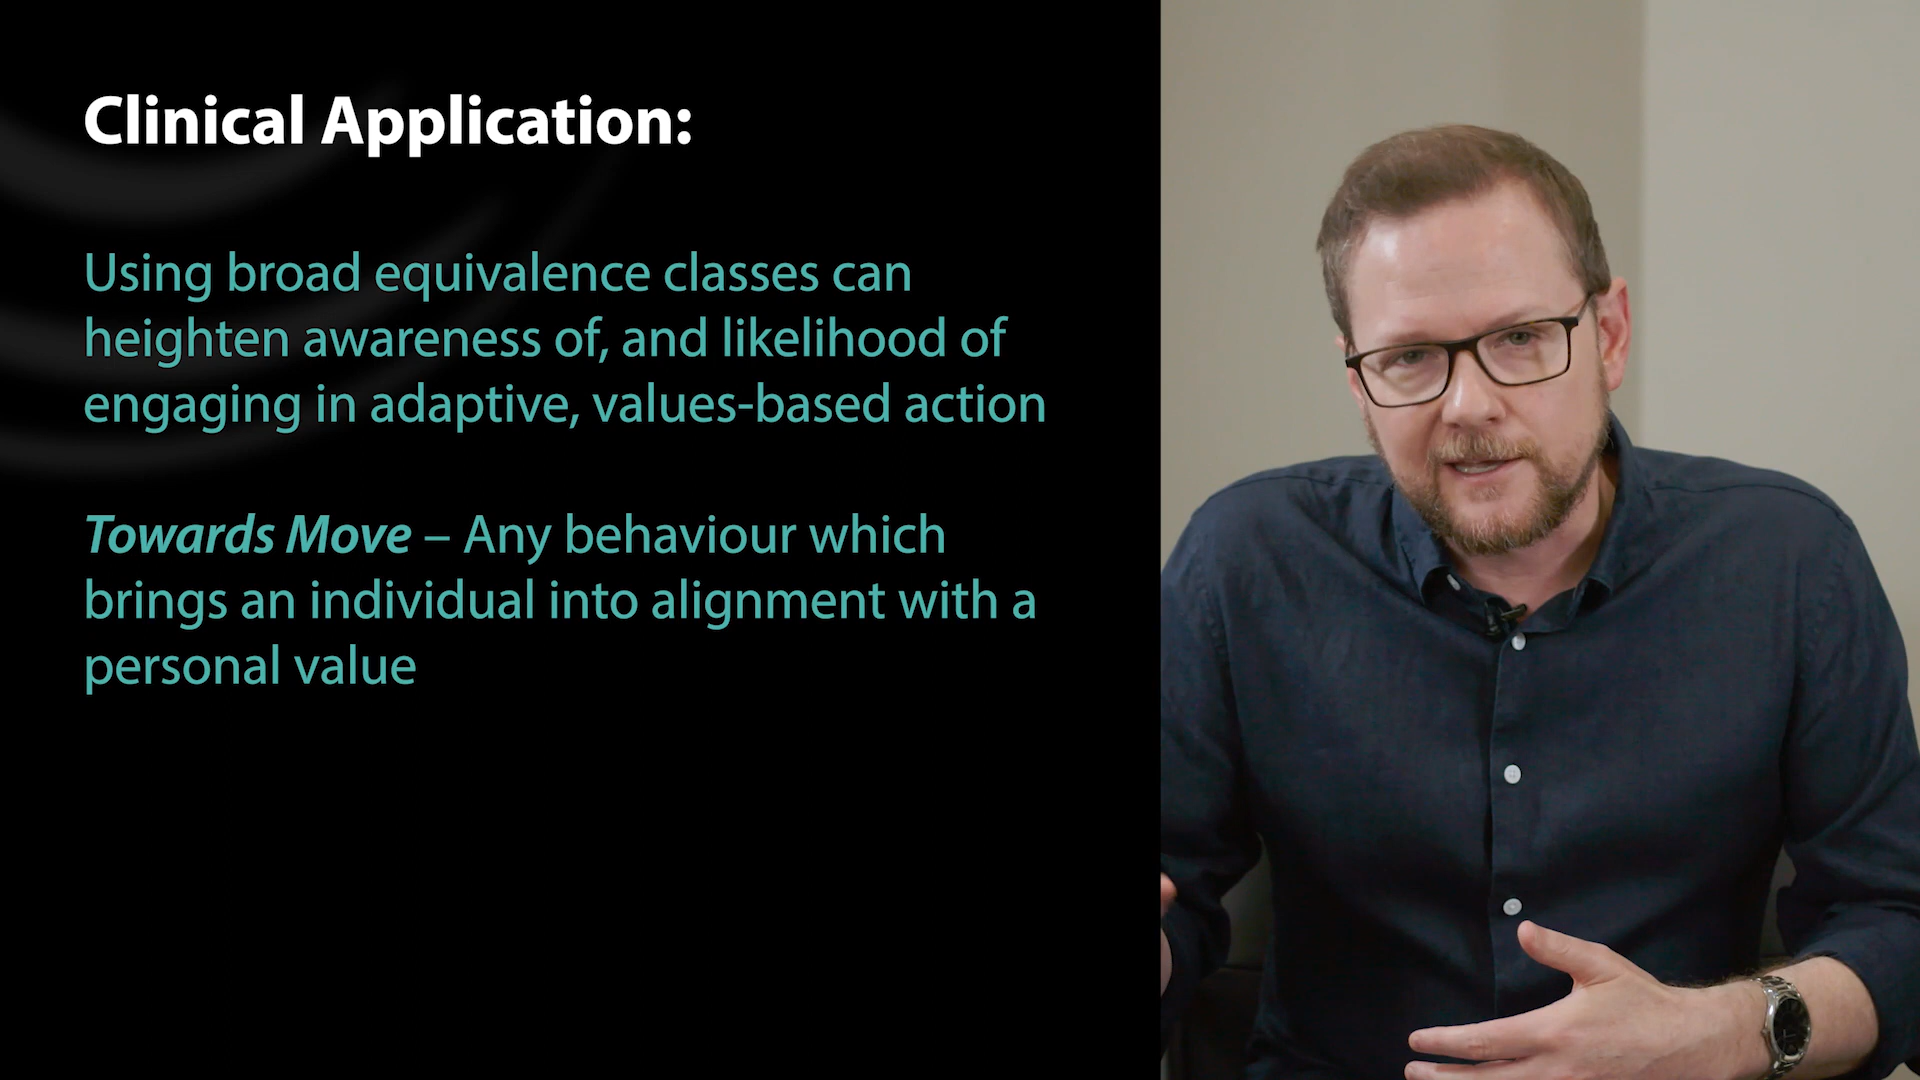 Clinical Application:
Using broad equivalence classes can
heighten awareness of, and likelihood of
engaging in adaptive, values-based action
Towards Move – Any behaviour which
brings an individual into alignment with a
personal value